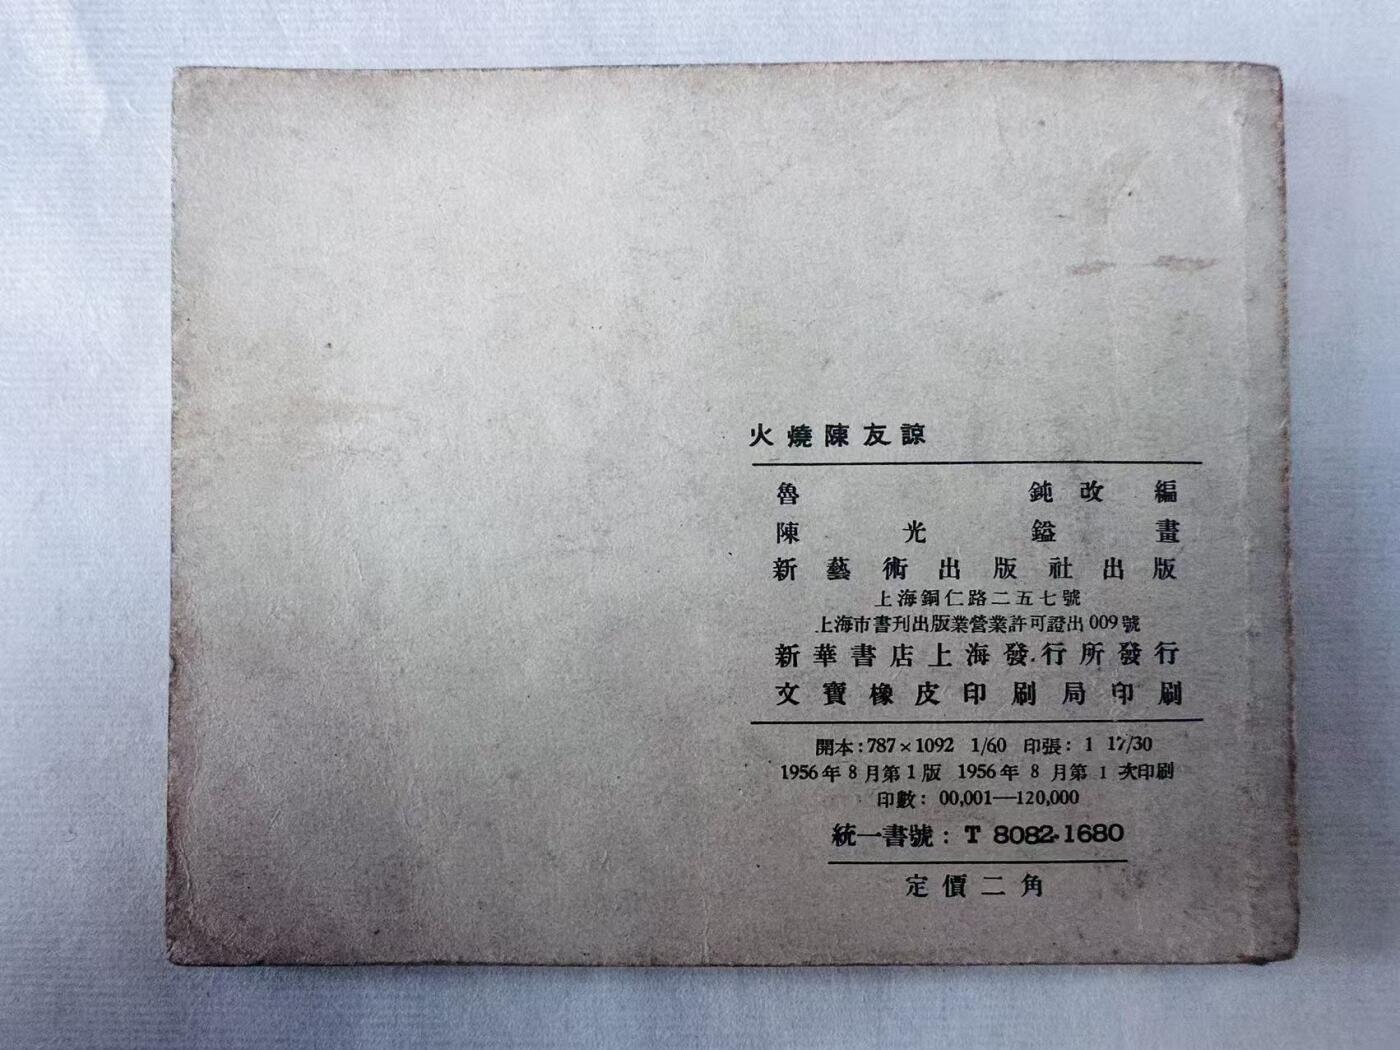 火燒陳友諒
魯鈍改編
陳光鎰畫
新藝術出版社出版
上海銅仁路二五七號
上海市書刊出版業營業許可證出009號
新華書店上海發行所發行
文寶橡皮印刷局印刷
開本：787×1092 1/60 印張：1 17/30
1956年8月第1版 1956年8月第1次印刷
印數：00,001—120,000
統一書號：T 8082·1680
定價二角